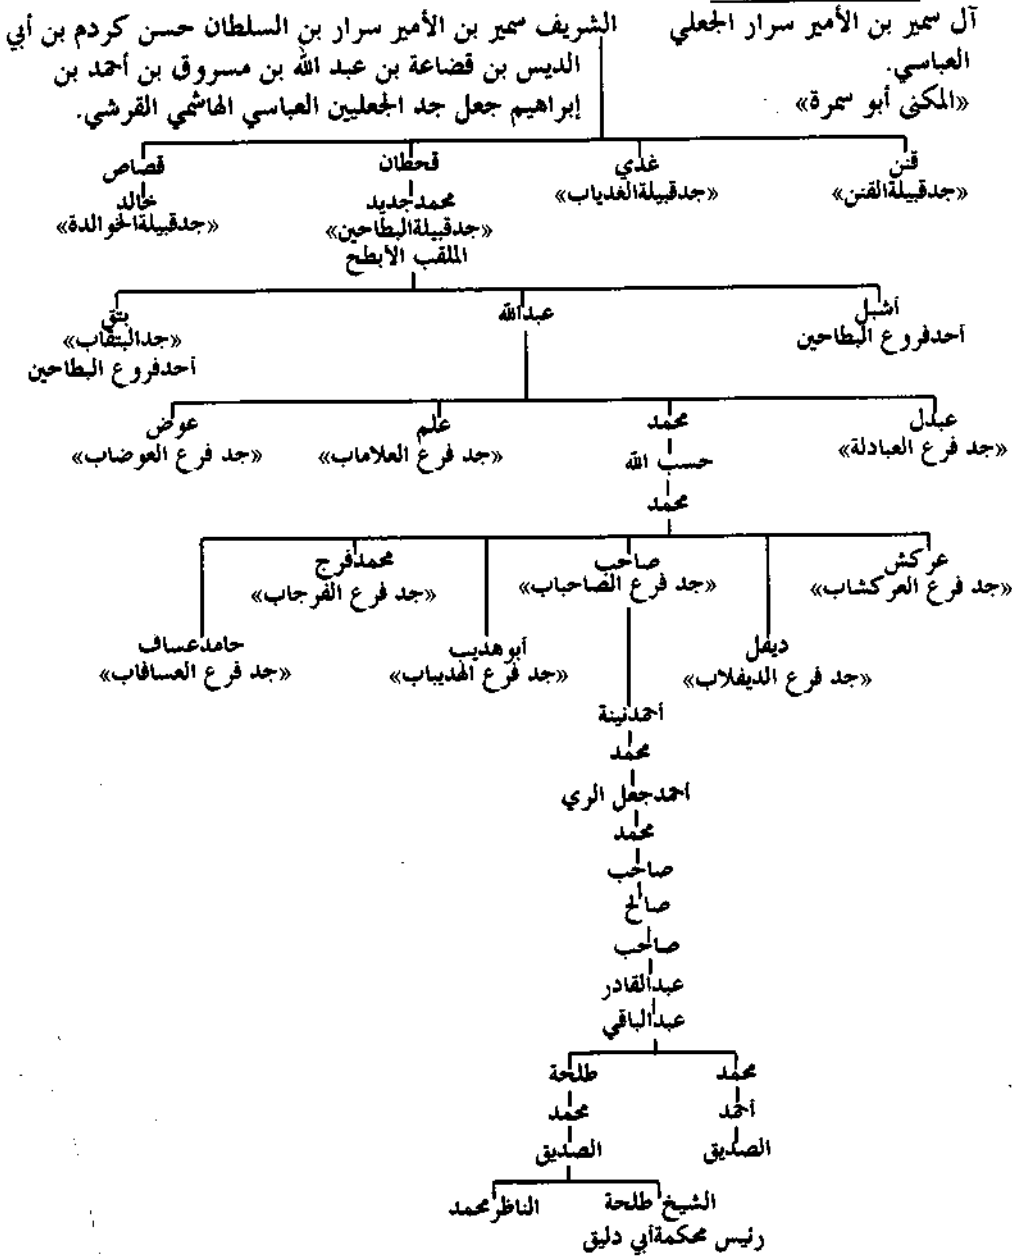 آل سمير بن الأمير سرار الجعلي
العباسي.
«المكنى أبو سمرة»
الشريف سمير بن الأمير سرار بن السلطان حسن كردم بن أبي
الديس بن قضاعة بن عبد الله بن مسروق بن أحمد بن
إبراهيم جعل جد الجعليين العباسي الهاشمي القرشي.
قنن
«جدقبيلةالقنن»
غدي
«جدقبيلةالغدياب»
قحطان
محمدجديد
«جدقبيلةالبطاحين»
الملقب الأبطح
قصاص
خالد
«جدقبيلةالخوالدة»
أشبل
أحدفروع البطاحين
عبدالله
بتق
«جدالبتقاب»
أحدفروع البطاحين
عبدل
«جد فرع العبادلة»
محمد
حسب الله
محمد
علم
«جد فرع العلاماب»
عوض
«جد فرع العوضاب»
عركش
«جد فرع العركشاب»
صاحب
«جد فرع الصاحباب»
محمدفرج
«جد فرع الفرجاب»
ديفل
«جد فرع الديفلاب»
أبوهديب
«جد فرع الهديباب»
حامدعساف
«جد فرع العسافاب»
أحمدنينة
محمد
أحمدجعل الري
محمد
صاحب
صالح
صاحب
عبدالقادر
عبدالباقي
محمد
أحمد
الصديق
طلحة
محمد
الصديق
الشيخ طلحة
رئيس محكمةأبي دليق
الناظرمحمد